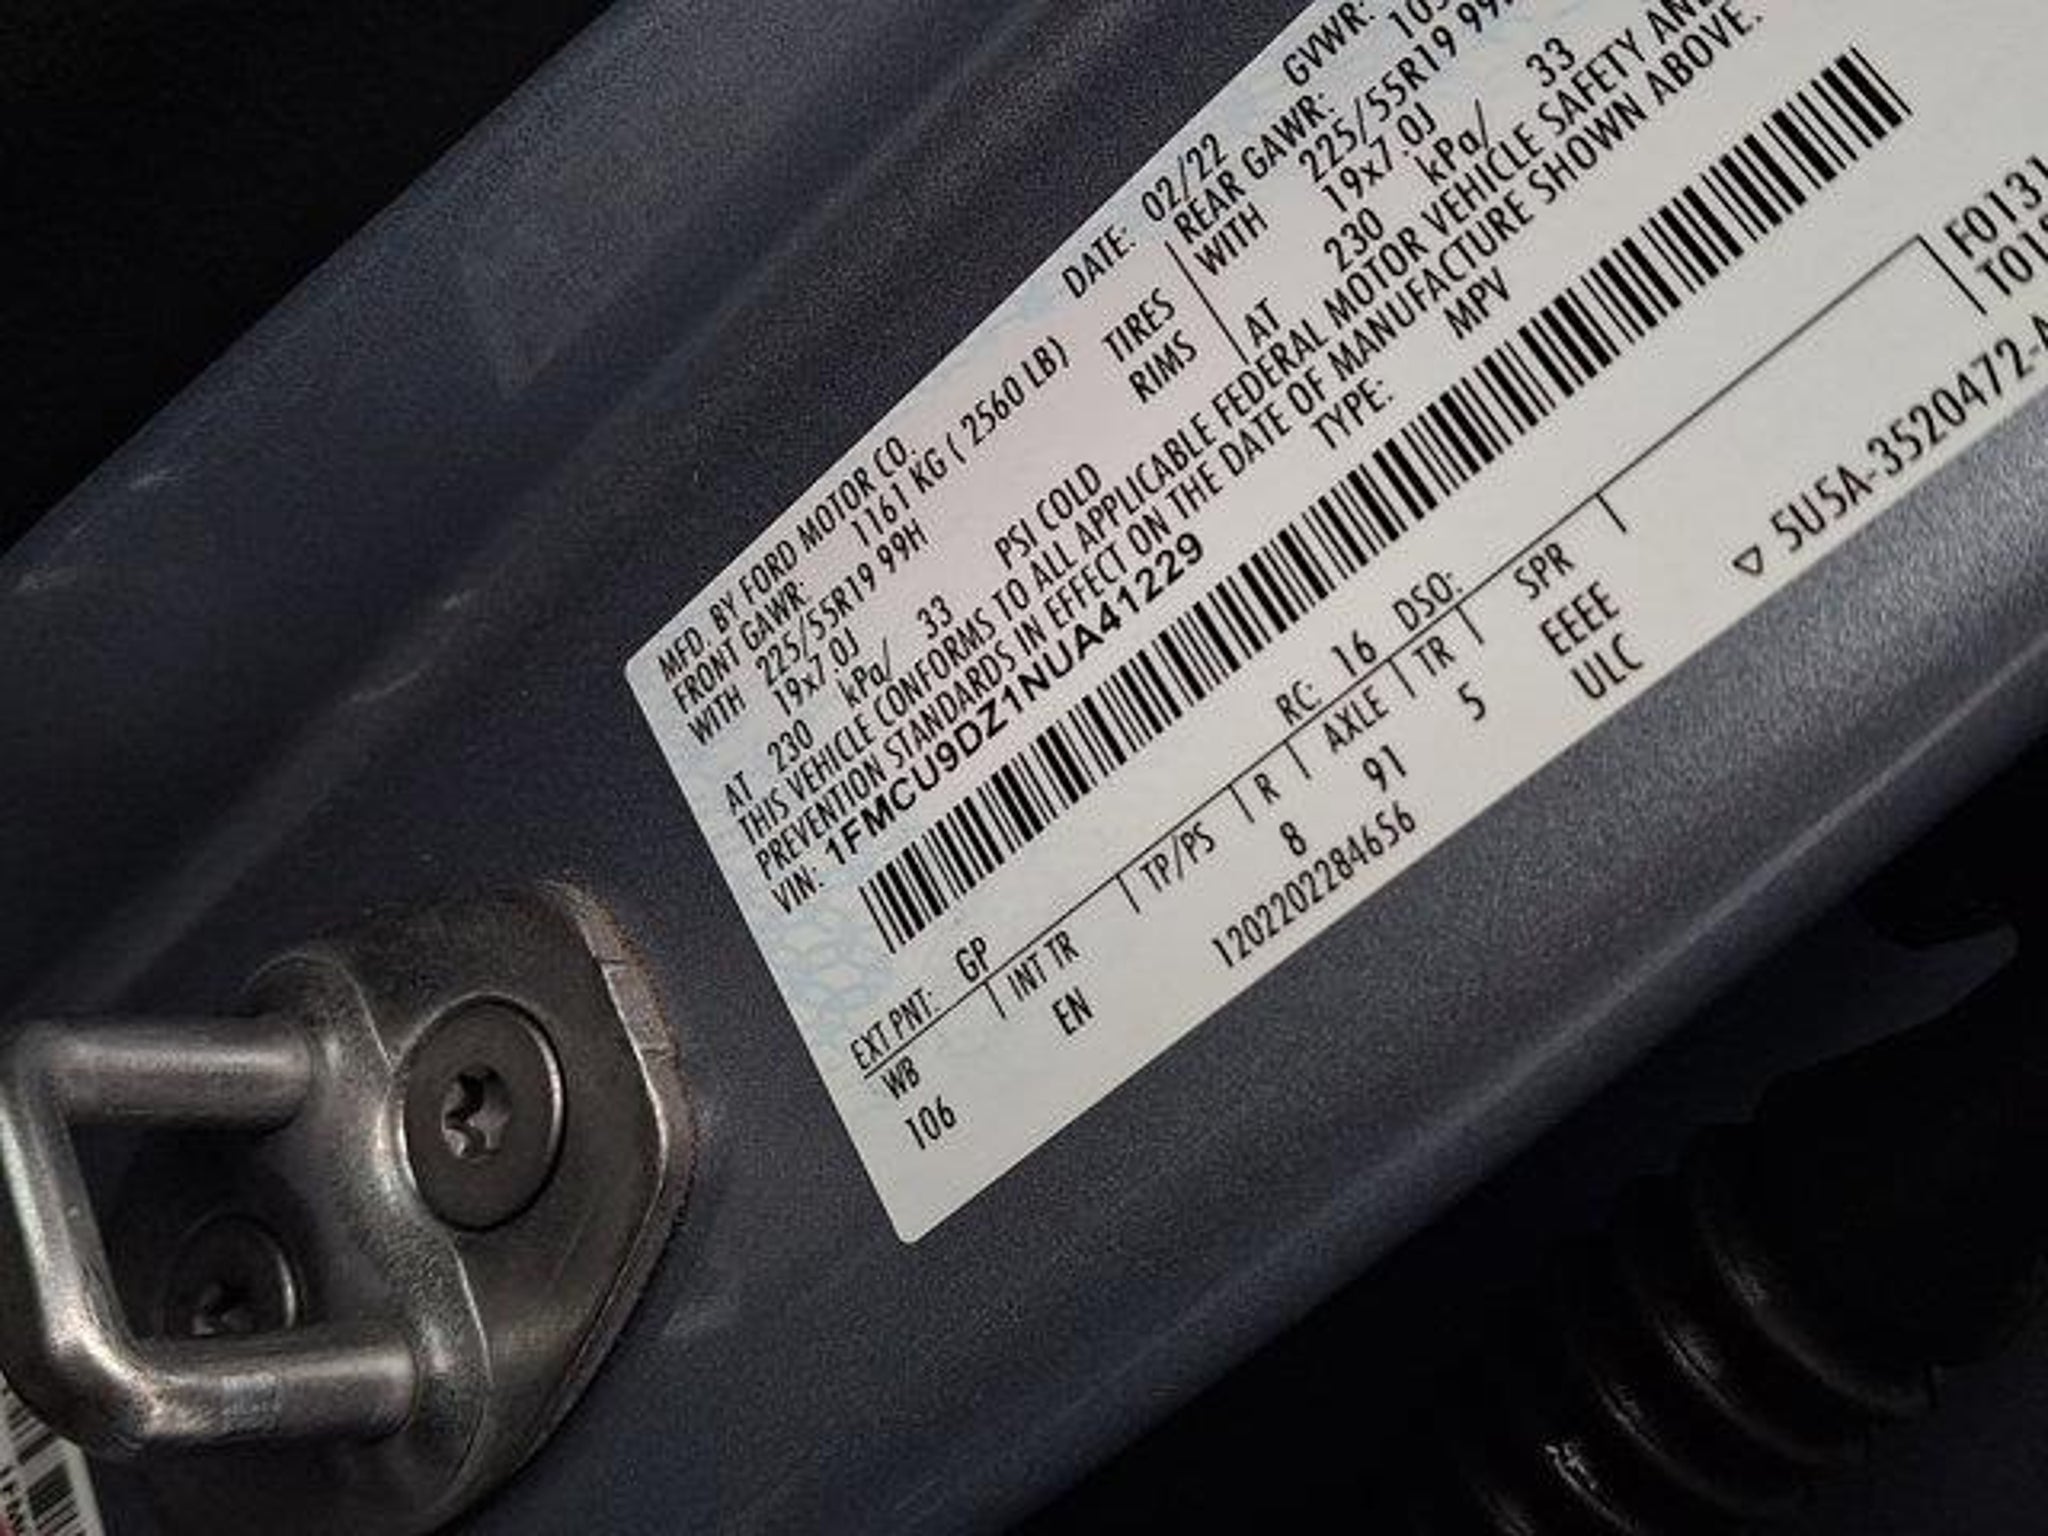 MFD. BY FORD MOTOR CO. DATE: 02/22 GVWR:
FRONT GAWR: 1161 KG ( 2560 LB) REAR GAWR:
WITH 225/55R19 99H TIRES WITH 225/55R19
19x7.0J RIMS 19x7.0J
AT 230 kPa/ 33 PSI COLD AT 230 kPa/ 33
THIS VEHICLE CONFORMS TO ALL APPLICABLE FEDERAL MOTOR VEHICLE SAFETY AND
PREVENTION STANDARDS IN EFFECT ON THE DATE OF MANUFACTURE SHOWN ABOVE.
VIN: 1FMCU9DZ1NUA41229 TYPE: MPV
EXT PNT: GP RC: 16 DSO: F0131
WB INT TR TP/PS R AXLE TR SPR
106 EN 8 91 5 EEEE
12022022284656 ULC
▽ 5U5A-3520472-A